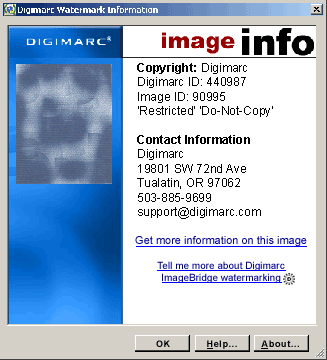 Digimarc Watermark Information
DIGIMARC®
image info
Copyright: Digimarc
Digimarc ID: 440987
Image ID: 90995
'Restricted' 'Do-Not-Copy'
Contact Information
Digimarc
19801 SW 72nd Ave
Tualatin, OR 97062
503-885-9699
support@digimarc.com
Get more information on this image
Tell me more about Digimarc
ImageBridge watermarking
OK
Help...
About...